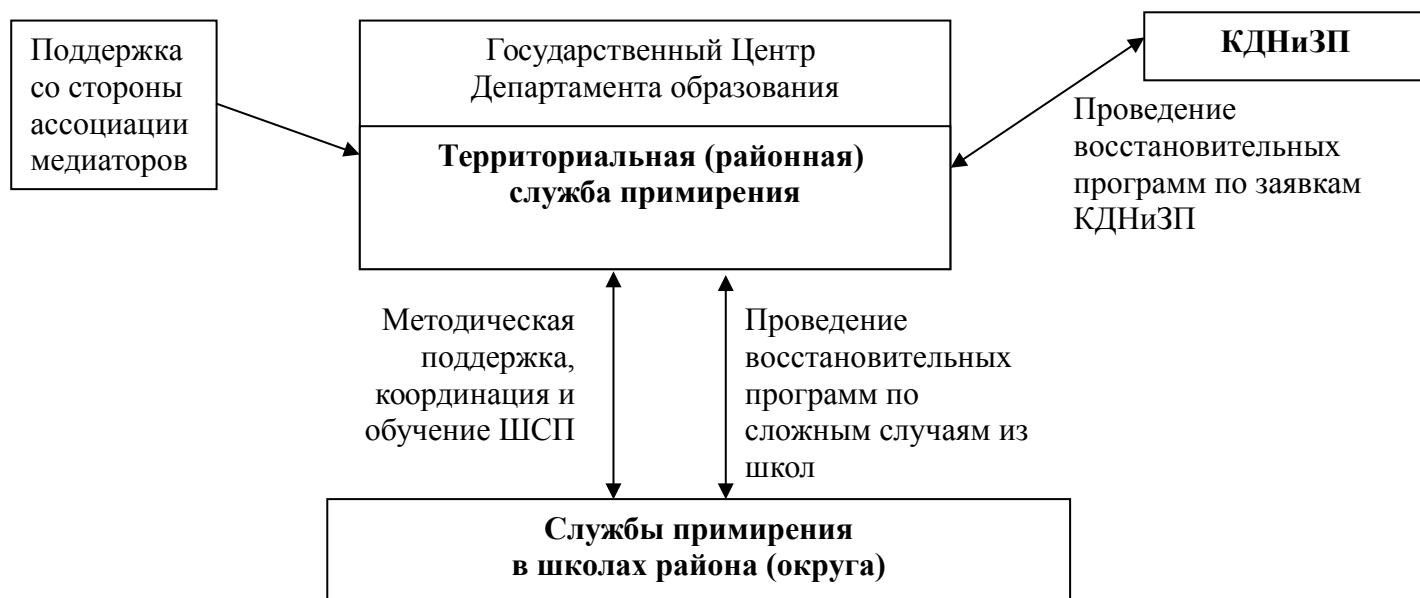 Поддержка
со стороны
ассоциации
медиаторов
Государственный Центр
Департамента образования
Территориальная (районная)
служба примирения
КДНиЗП
Проведение
восстановительных
программ по заявкам
КДНиЗП
Методическая
поддержка,
координация и
обучение ШСП
Проведение
восстановительных
программ по
сложным случаям из
школ
Службы примирения
в школах района (округа)